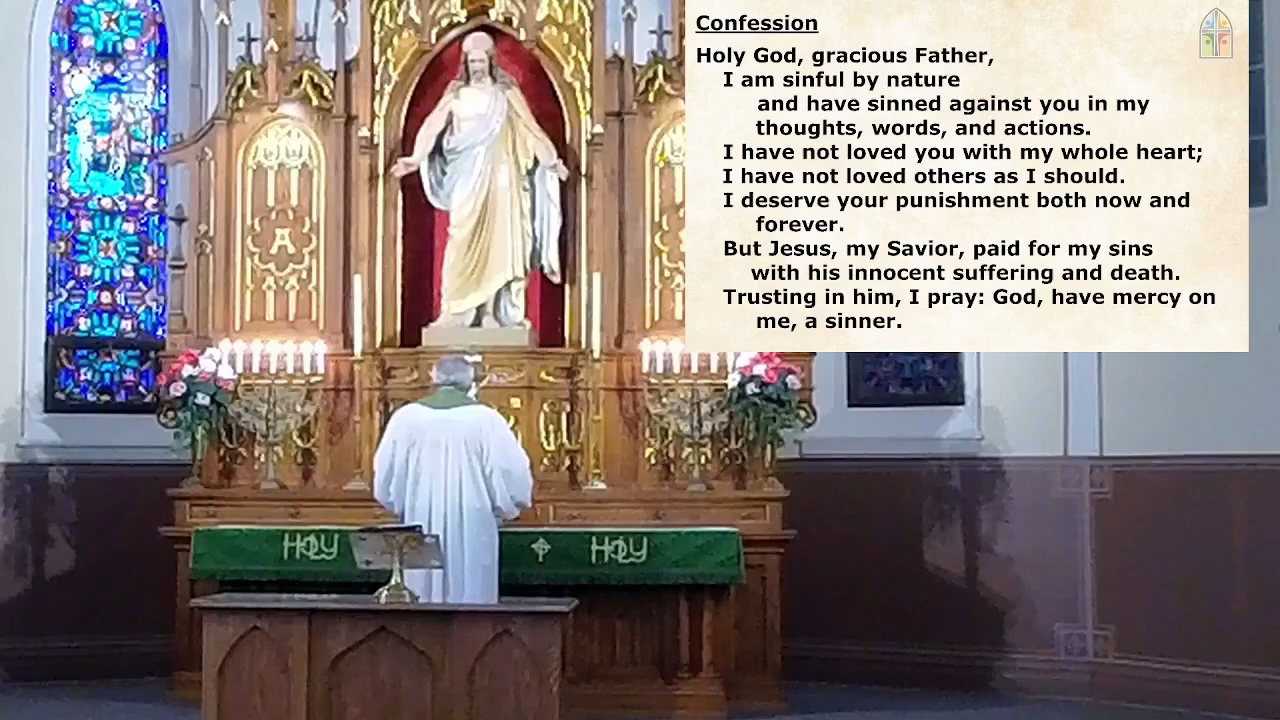 Confession
Holy God, gracious Father,
I am sinful by nature
and have sinned against you in my
thoughts, words, and actions.
I have not loved you with my whole heart;
I have not loved others as I should.
I deserve your punishment both now and
forever.
But Jesus, my Savior, paid for my sins
with his innocent suffering and death.
Trusting in him, I pray: God, have mercy on
me, a sinner.
A
HOLY HOLY